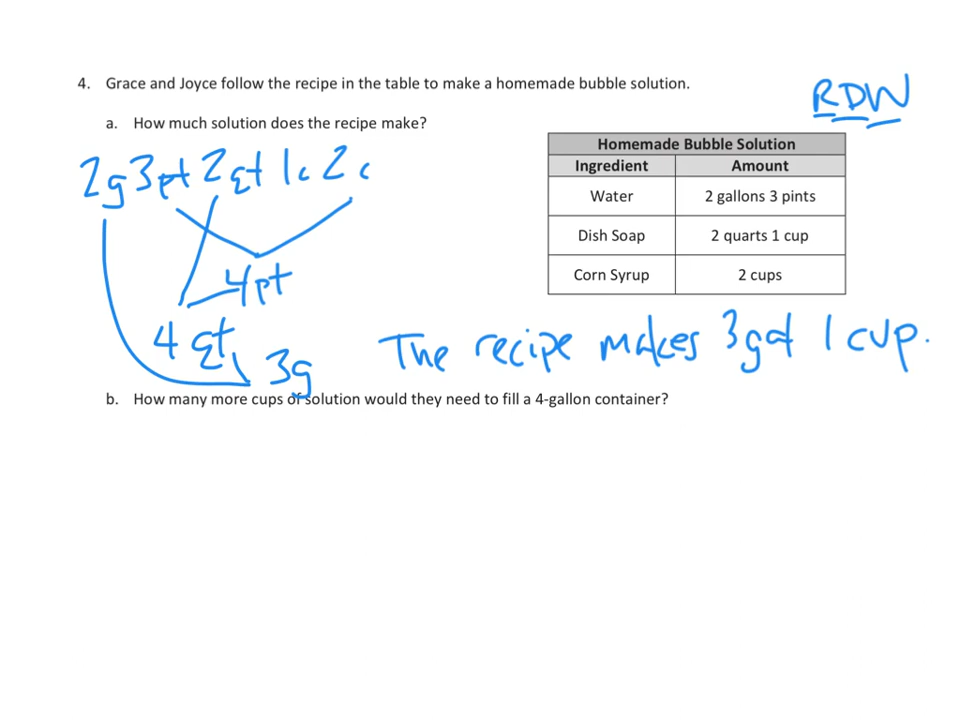 4. Grace and Joyce follow the recipe in the table to make a homemade bubble solution.
RDW
a. How much solution does the recipe make?
Homemade Bubble Solution
Ingredient Amount
Water 2 gallons 3 pints
Dish Soap 2 quarts 1 cup
Corn Syrup 2 cups
2g 3pt 2qt 1c 2c
4pt
4qt 3g
The recipe makes 3gal 1 cup.
b. How many more cups of solution would they need to fill a 4-gallon container?